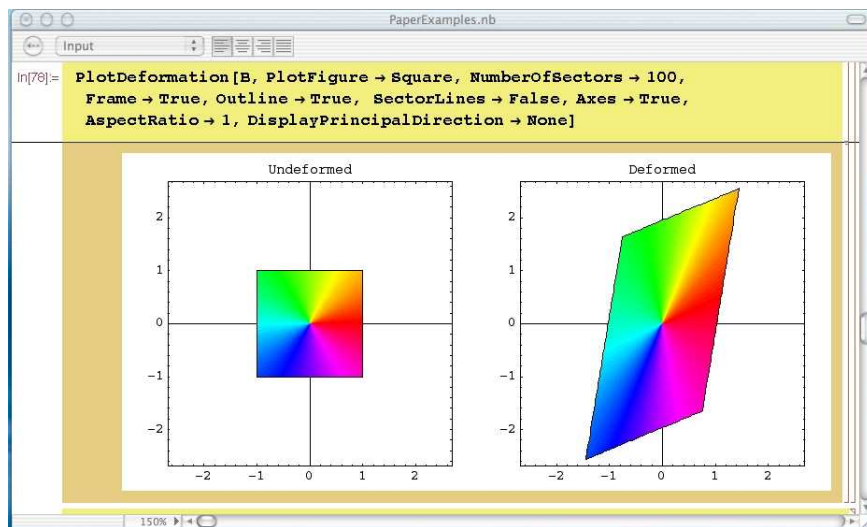 PaperExamples.nb
Input
In[78]:= PlotDeformation[B, PlotFigure → Square, NumberOfSectors → 100,
Frame → True, Outline → True, SectorLines → False, Axes → True,
AspectRatio → 1, DisplayPrincipalDirection → None]
Undeformed
2
1
0
-1
-2
-2 -1 0 1 2
Deformed
2
1
0
-1
-2
-2 -1 0 1 2
150%